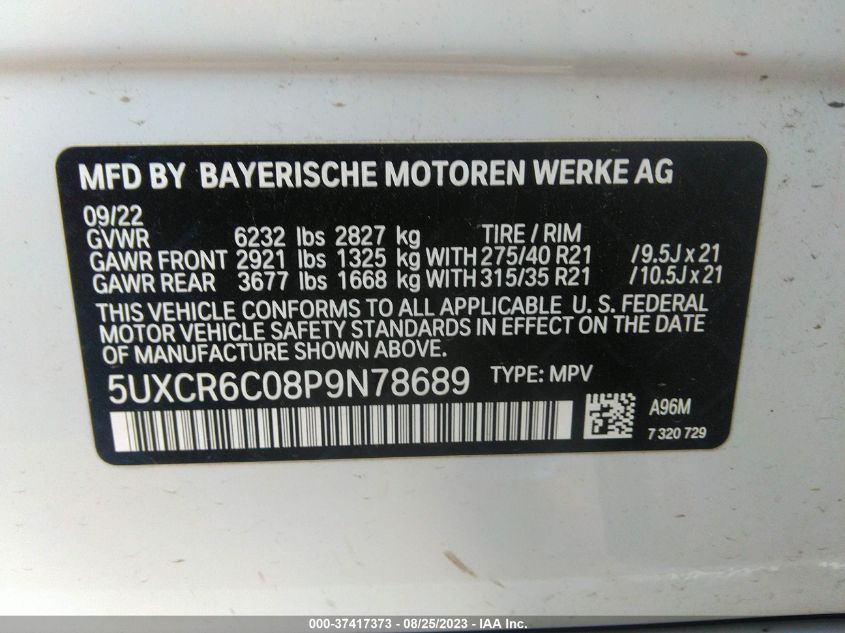 MFD BY BAYERISCHE MOTOREN WERKE AG
09/22
GVWR 6232 lbs 2827 kg TIRE / RIM
GAWR FRONT 2921 lbs 1325 kg WITH 275/40 R21 / 9.5J x 21
GAWR REAR 3677 lbs 1668 kg WITH 315/35 R21 / 10.5J x 21
THIS VEHICLE CONFORMS TO ALL APPLICABLE U. S. FEDERAL
MOTOR VEHICLE SAFETY STANDARDS IN EFFECT ON THE DATE
OF MANUFACTURE SHOWN ABOVE.
5UXCR6C08P9N78689 TYPE: MPV
A96M
7 320 729
000-37417373 - 08/25/2023 - IAA Inc.